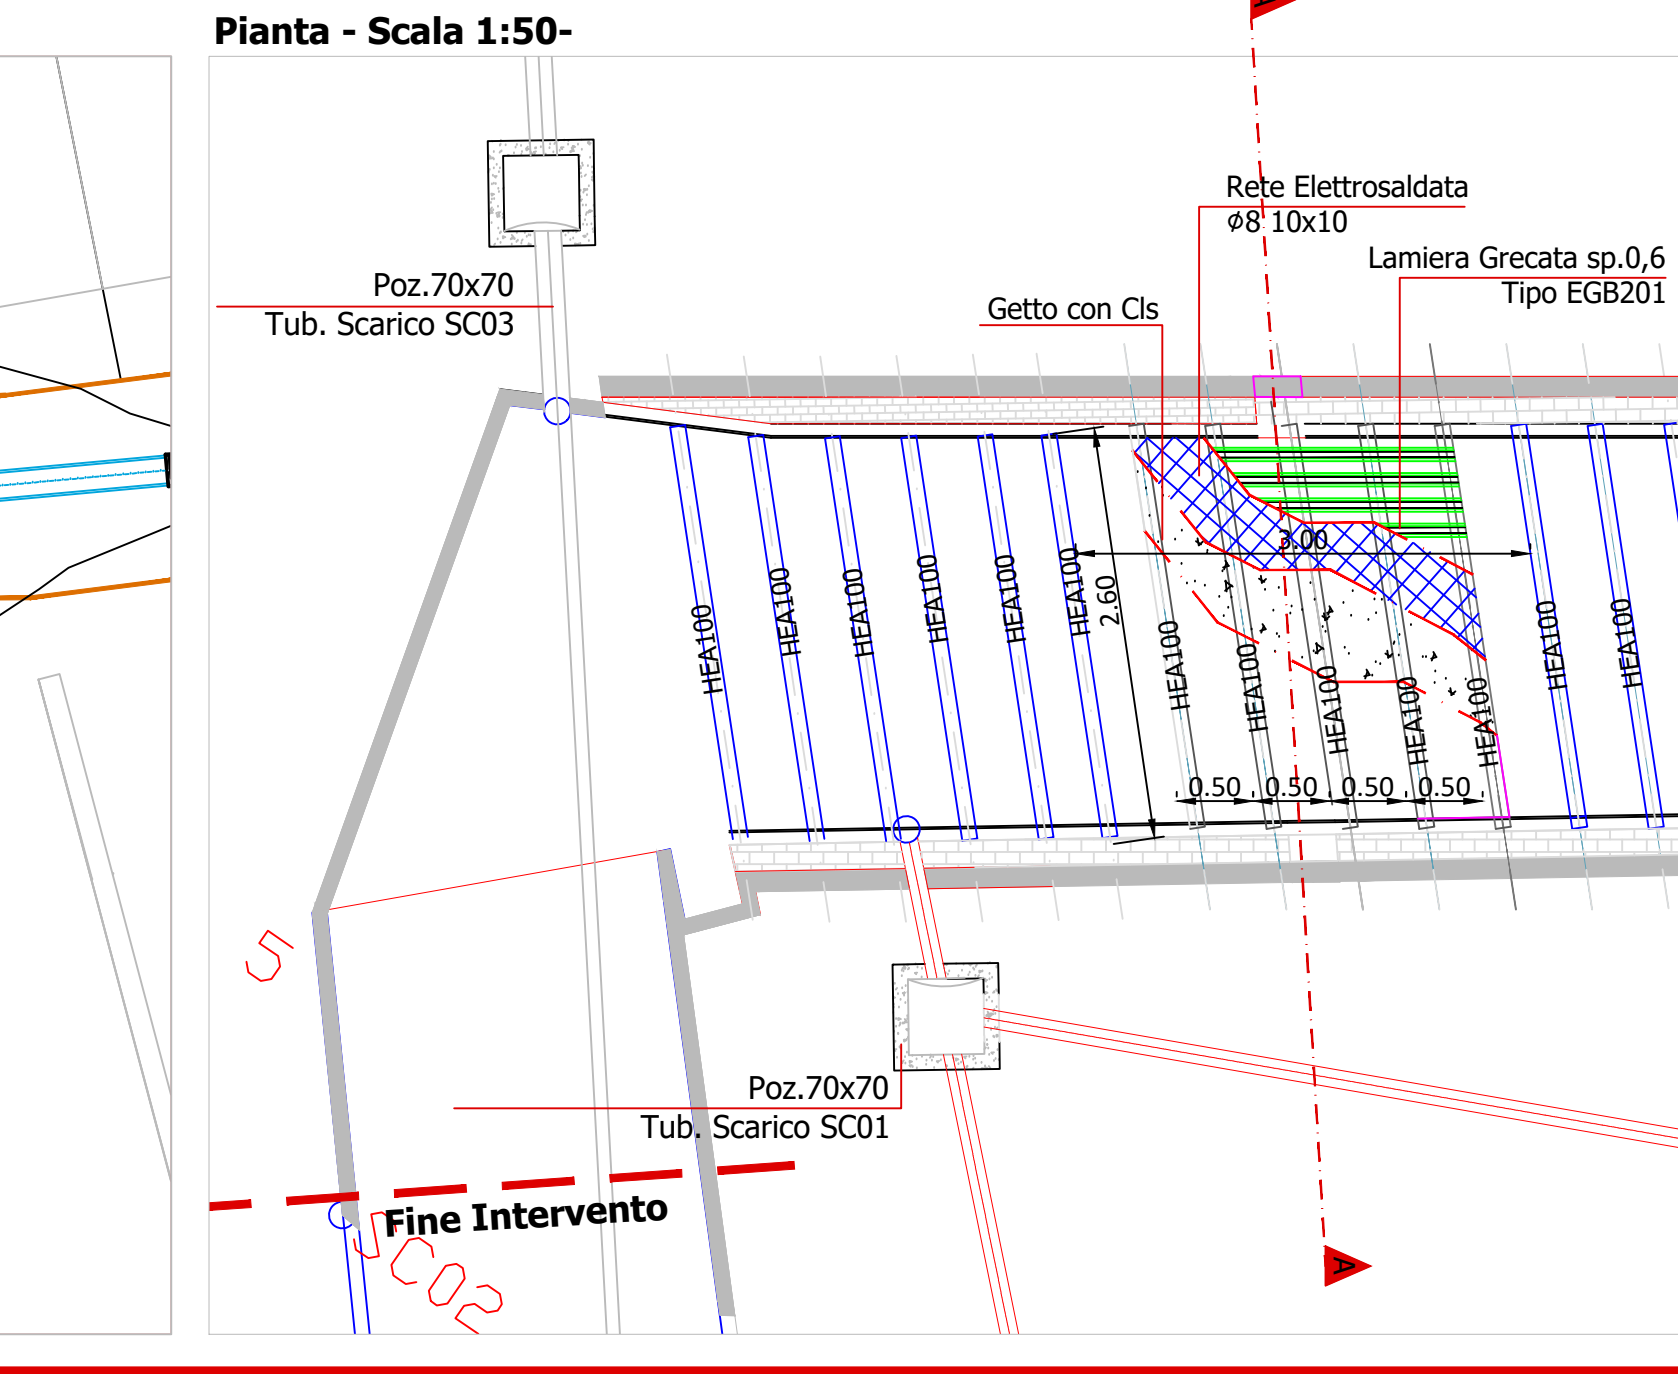 Pianta - Scala 1:50-
Rete Elettrosaldata
ϕ8 10x10
Lamiera Grecata sp.0,6
Tipo EGB201
Poz.70x70
Tub. Scarico SC03
Getto con Cls
3.00
2.60
HEA100
HEA100
HEA100
HEA100
HEA100
HEA100
HEA100
HEA100
HEA100
HEA100
HEA100
HEA100
HEA100
0.50
0.50
0.50
0.50
5
Poz.70x70
Tub. Scarico SC01
Fine Intervento
SC02
A